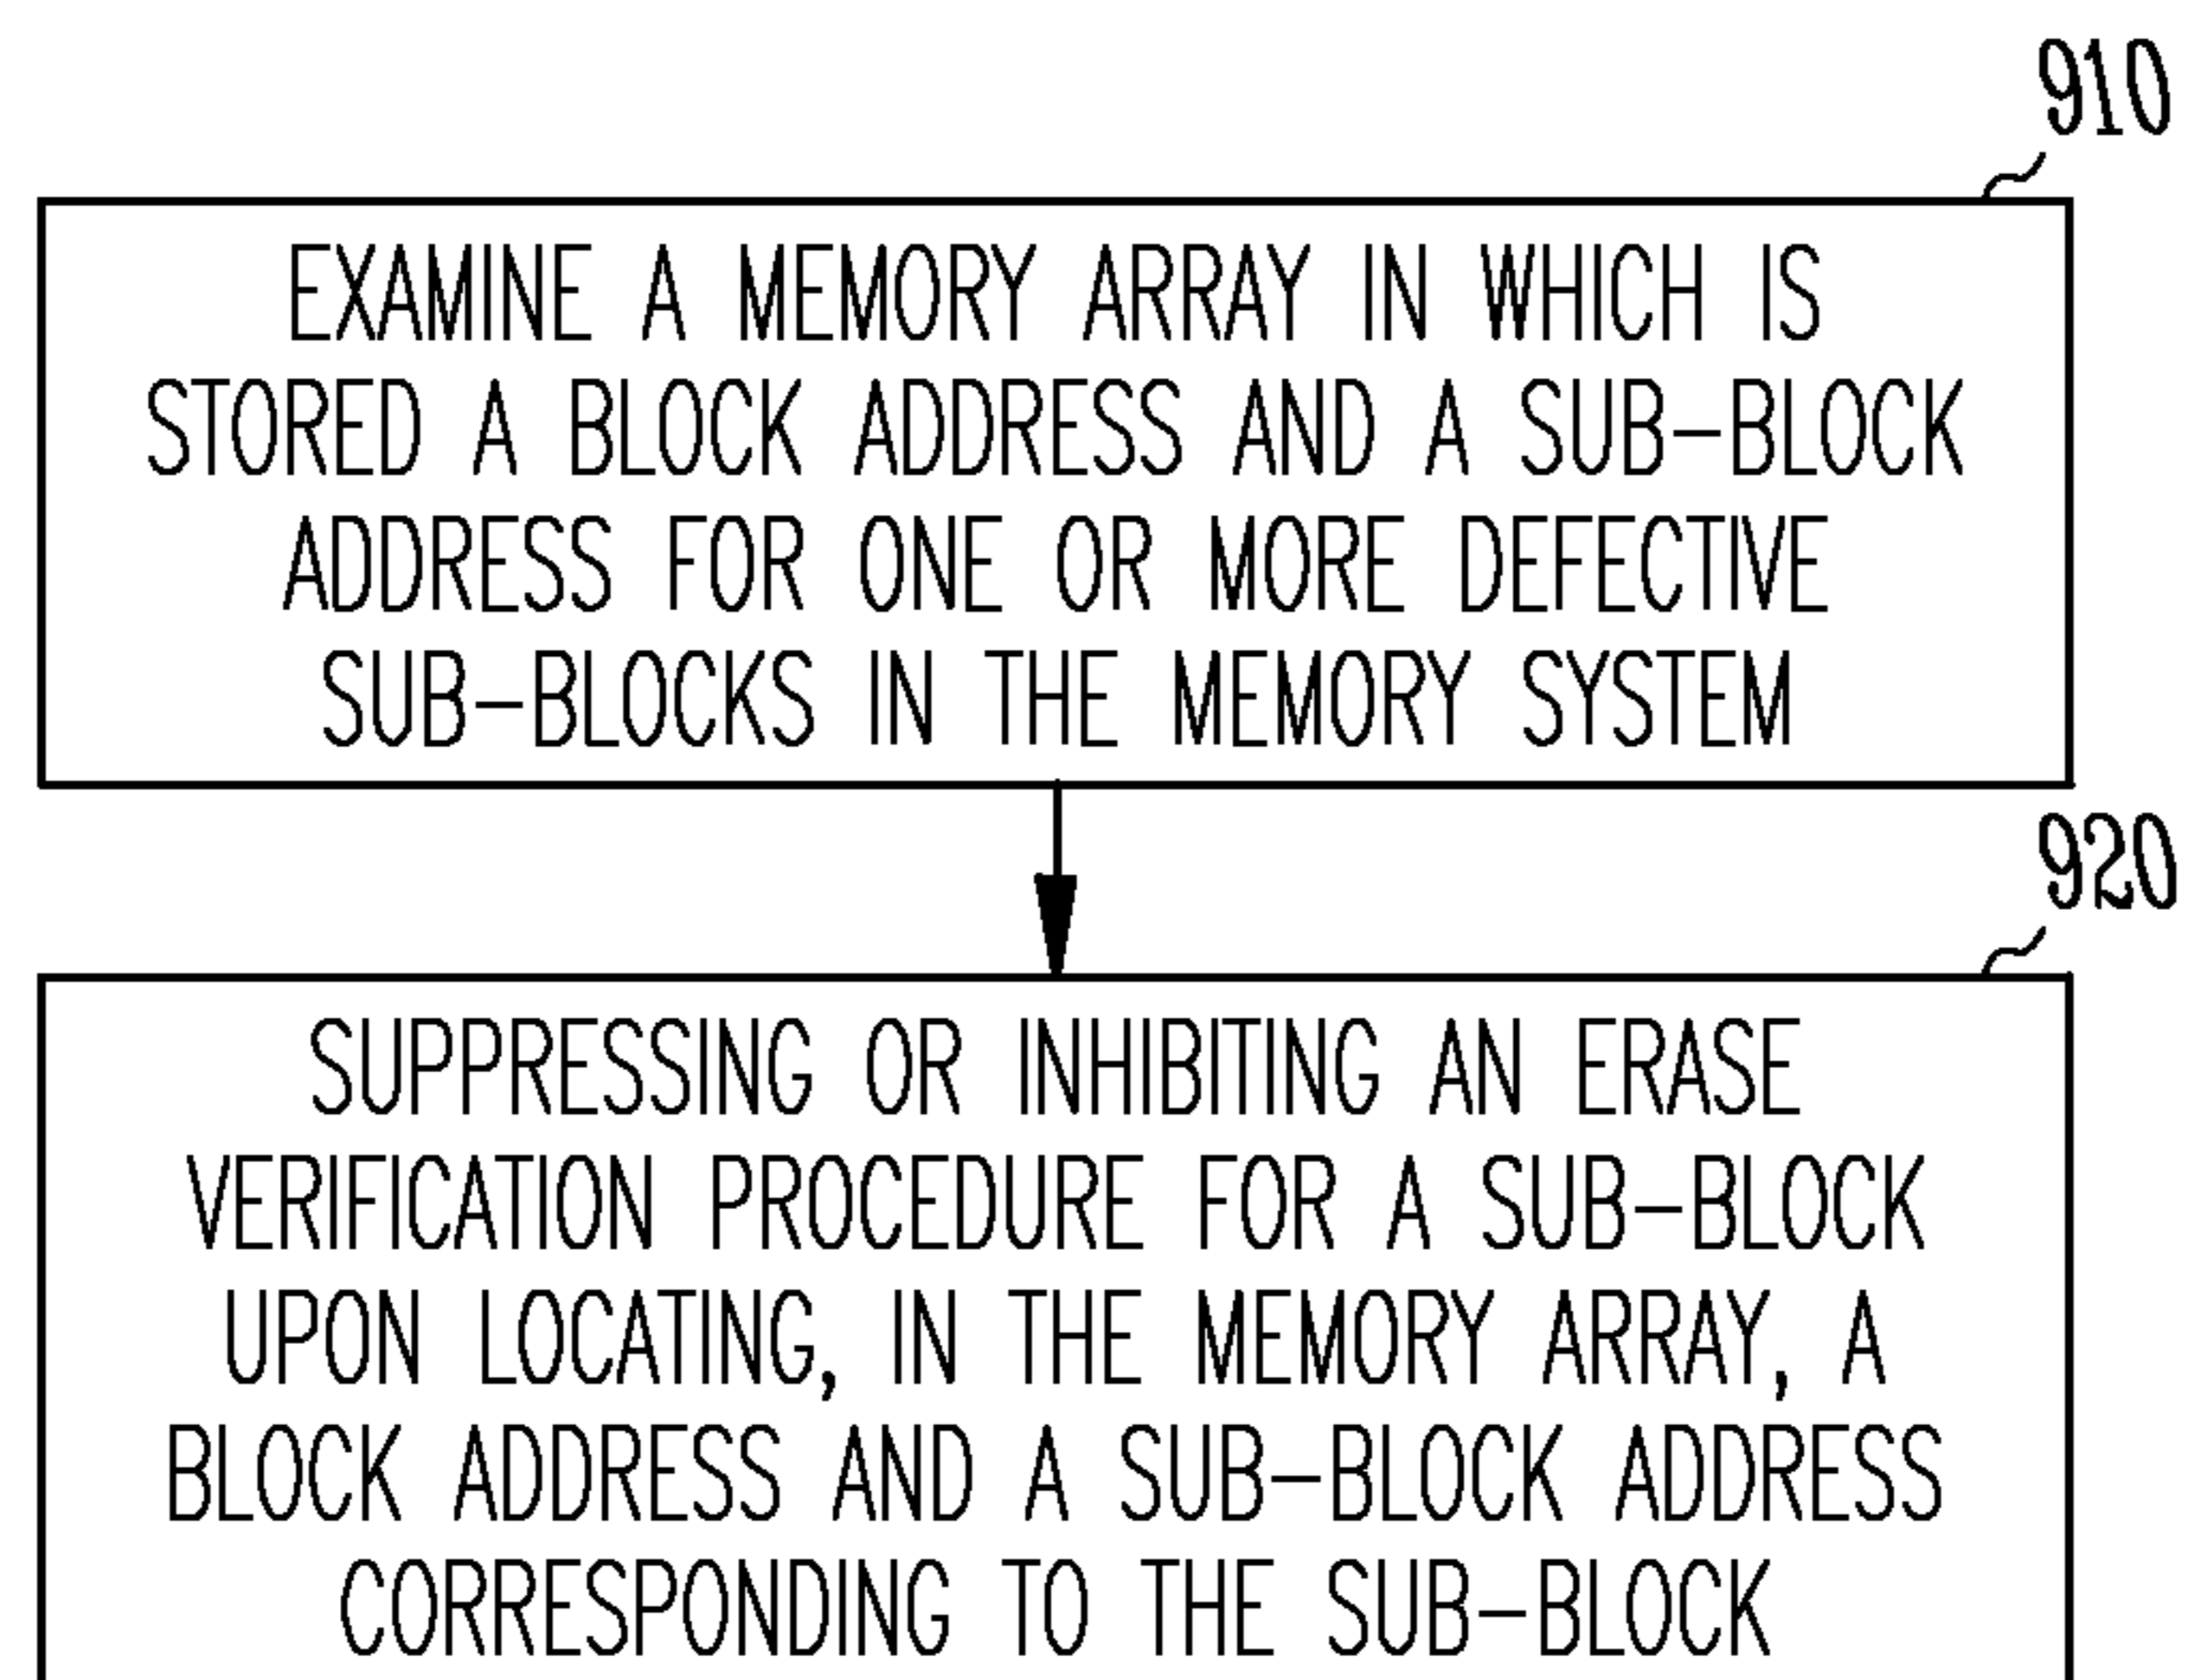 910
EXAMINE A MEMORY ARRAY IN WHICH IS
STORED A BLOCK ADDRESS AND A SUB-BLOCK
ADDRESS FOR ONE OR MORE DEFECTIVE
SUB-BLOCKS IN THE MEMORY SYSTEM
920
SUPPRESSING OR INHIBITING AN ERASE
VERIFICATION PROCEDURE FOR A SUB-BLOCK
UPON LOCATING, IN THE MEMORY ARRAY, A
BLOCK ADDRESS AND A SUB-BLOCK ADDRESS
CORRESPONDING TO THE SUB-BLOCK